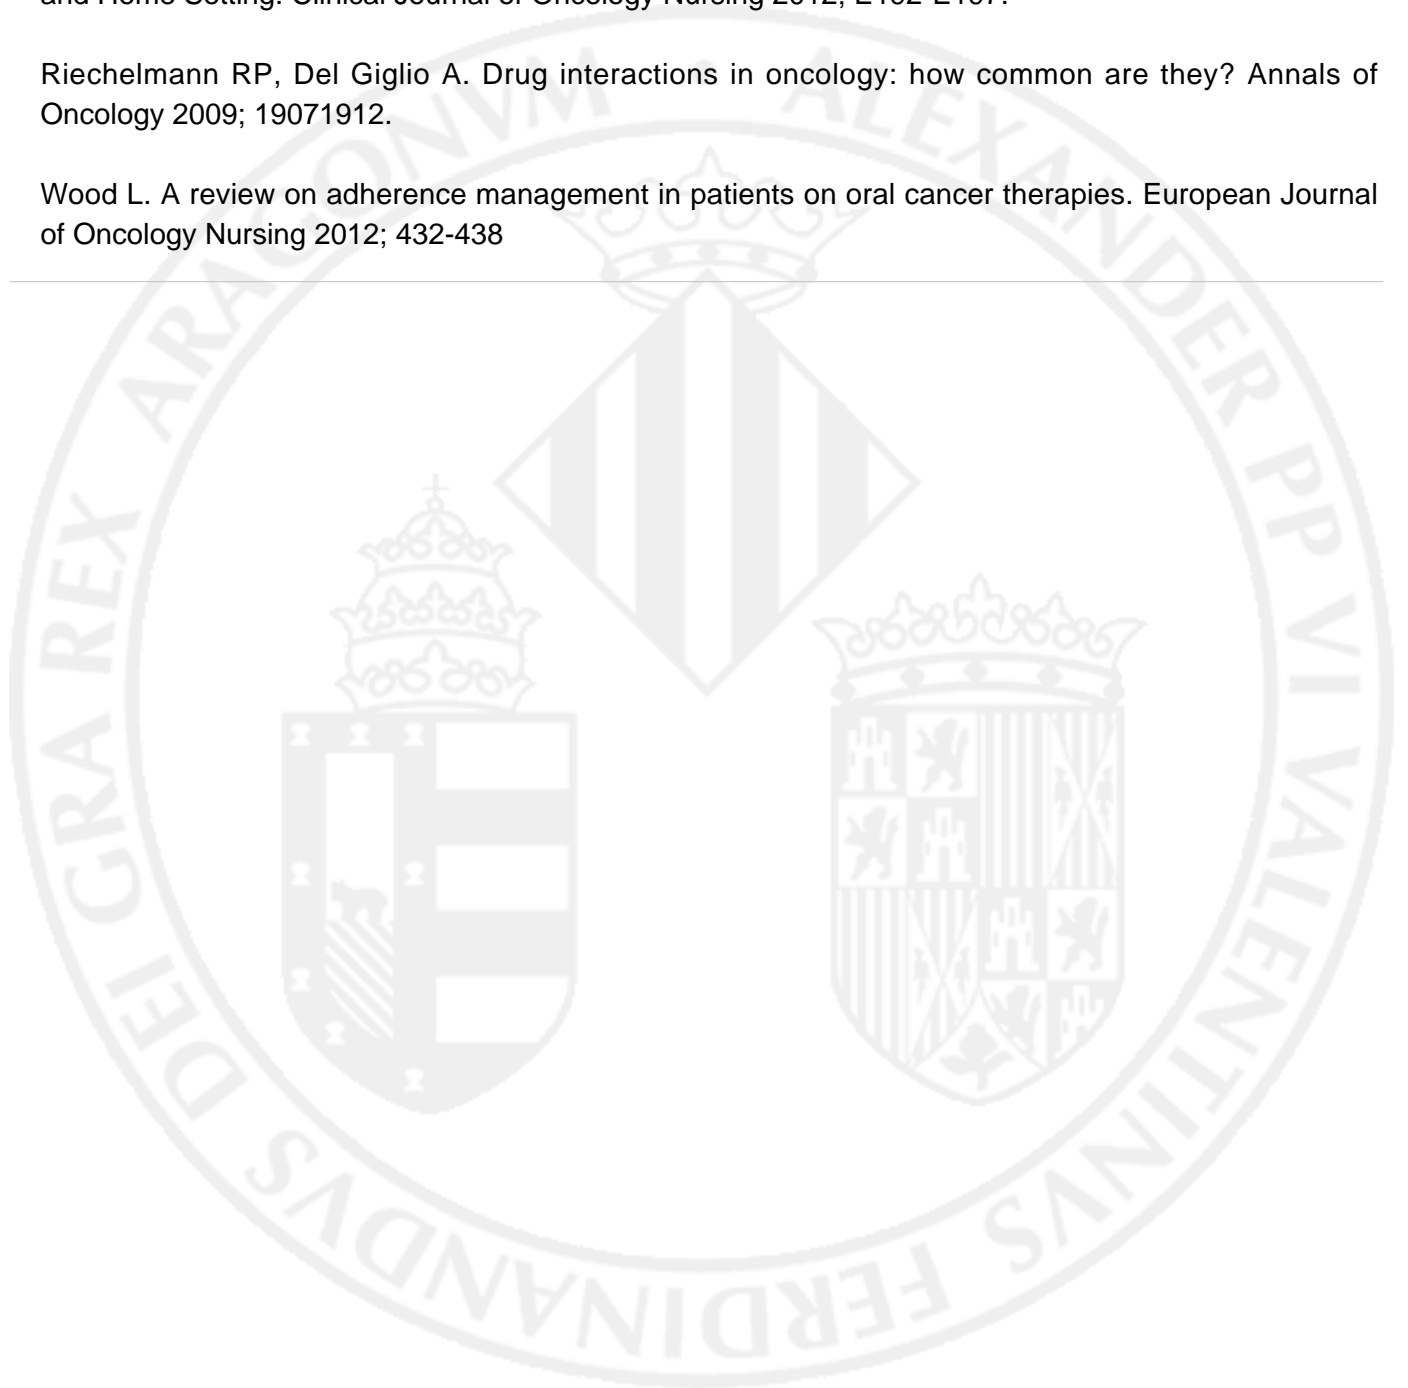 Riechelmann RP, Del Giglio A. Drug interactions in oncology: how common are they? Annals of
Oncology 2009; 19071912.
Wood L. A review on adherence management in patients on oral cancer therapies. European Journal
of Oncology Nursing 2012; 432-438
ALEXANDER PP VI VALENTINVS FERDINANDVS DEI GRA REX ARAGONVM